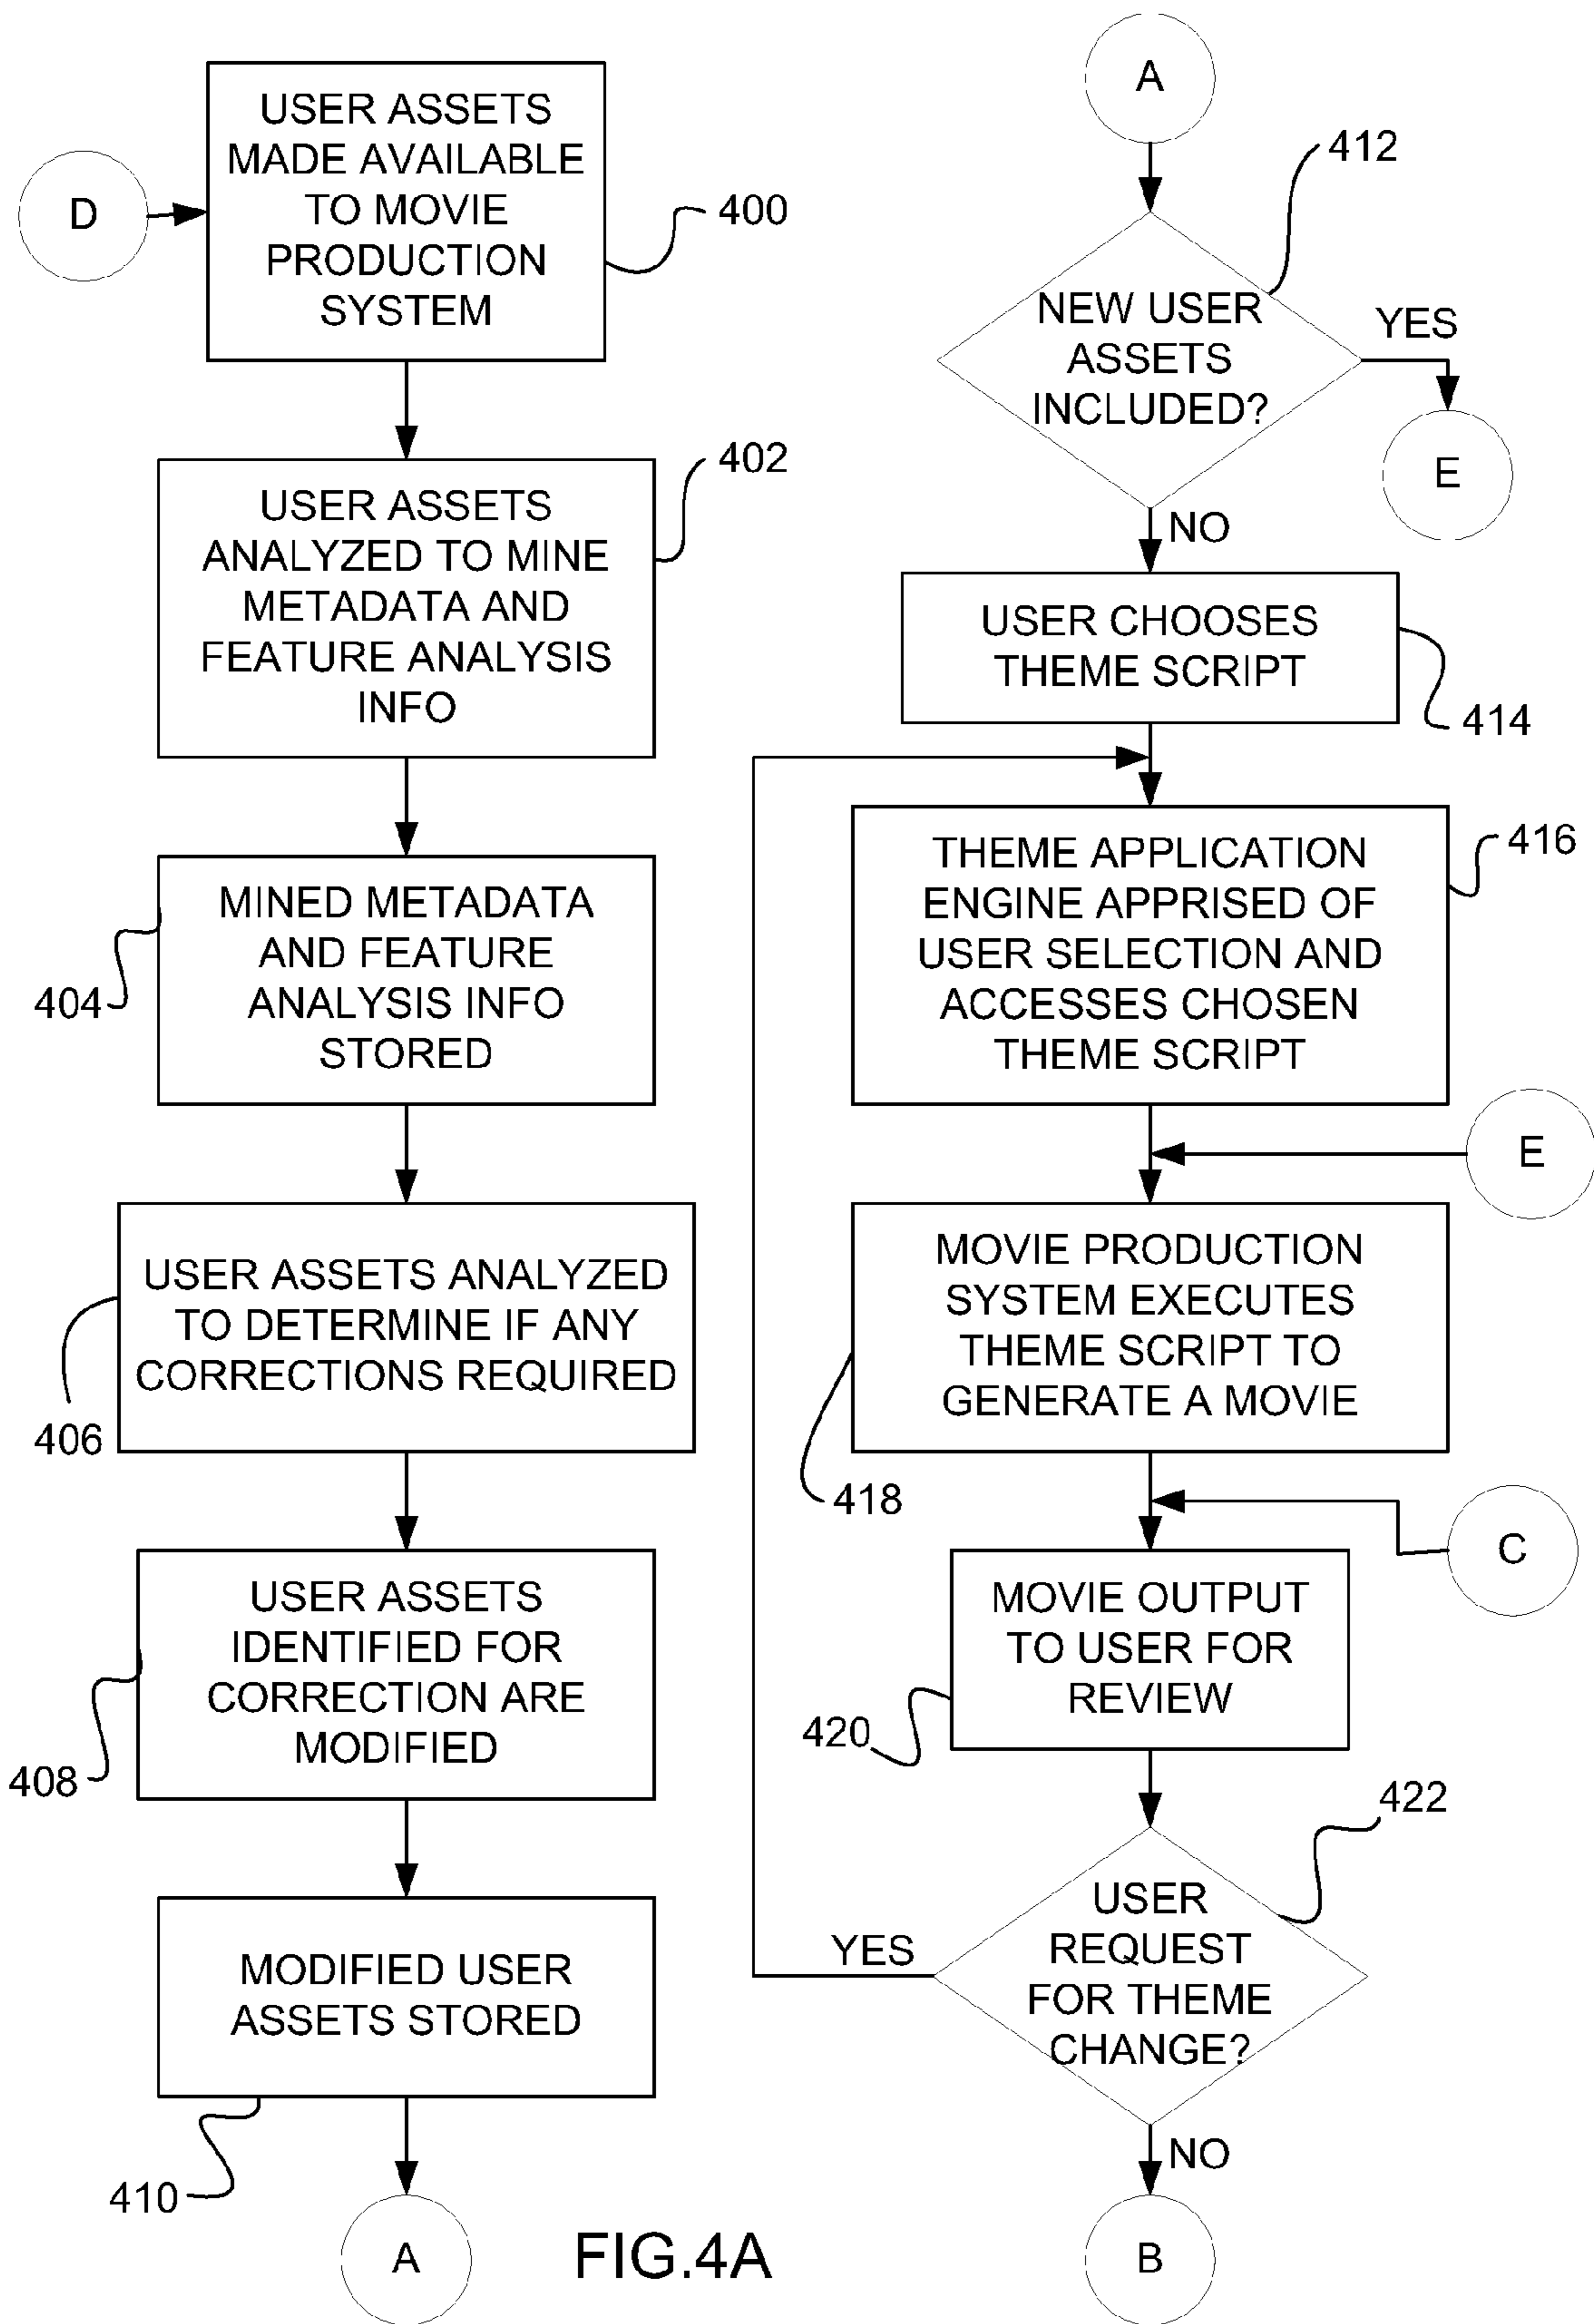 D
USER ASSETS
MADE AVAILABLE
TO MOVIE
PRODUCTION
SYSTEM
400
USER ASSETS
ANALYZED TO MINE
METADATA AND
FEATURE ANALYSIS
INFO
402
MINED METADATA
AND FEATURE
ANALYSIS INFO
STORED
404
USER ASSETS ANALYZED
TO DETERMINE IF ANY
CORRECTIONS REQUIRED
406
USER ASSETS
IDENTIFIED FOR
CORRECTION ARE
MODIFIED
408
MODIFIED USER
ASSETS STORED
410
A
A
412
NEW USER
ASSETS
INCLUDED?
YES
E
NO
USER CHOOSES
THEME SCRIPT
414
THEME APPLICATION
ENGINE APPRISED OF
USER SELECTION AND
ACCESSES CHOSEN
THEME SCRIPT
416
E
MOVIE PRODUCTION
SYSTEM EXECUTES
THEME SCRIPT TO
GENERATE A MOVIE
418
C
MOVIE OUTPUT
TO USER FOR
REVIEW
420
422
USER
REQUEST
FOR THEME
CHANGE?
YES
NO
B
FIG.4A